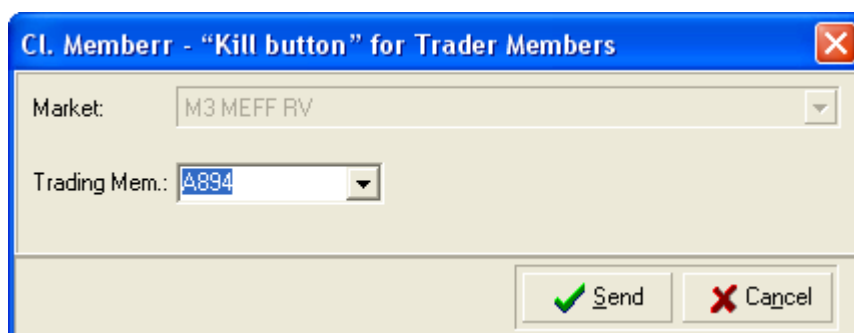 Cl. Memberr - “Kill button” for Trader Members
Market: M3 MEFF RV
Trading Mem.: A894
Send Cancel